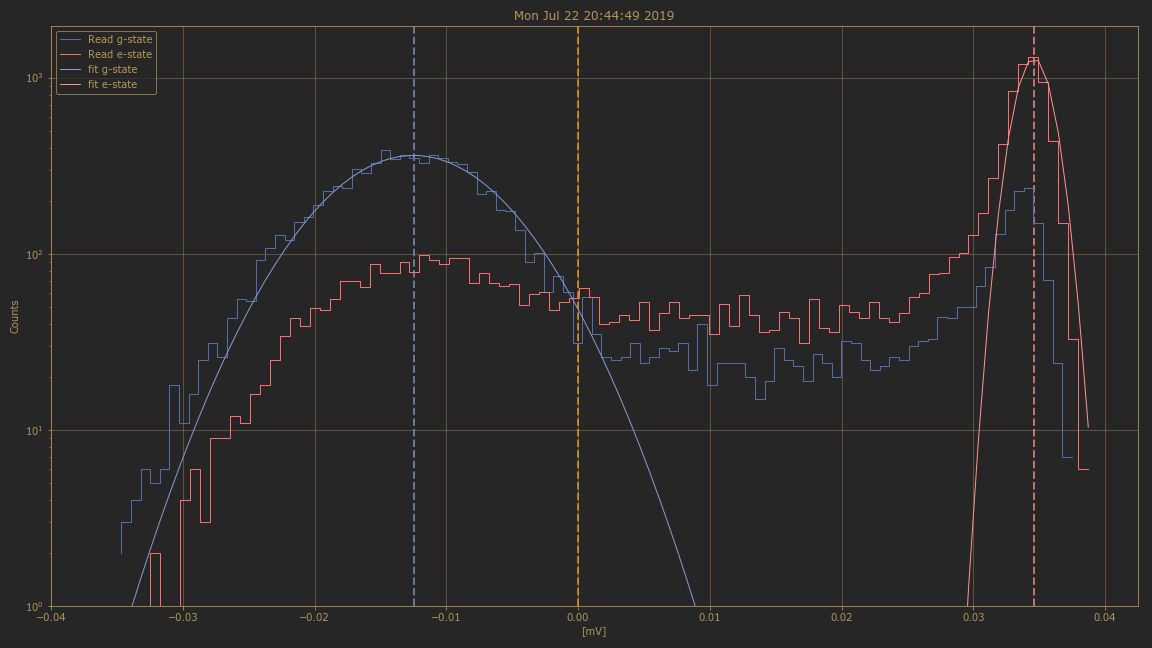 Mon Jul 22 20:44:49 2019
Read g-state
Read e-state
fit g-state
fit e-state
10³
10²
10¹
10⁰
Counts
−0.04 −0.03 −0.02 −0.01 0.00 0.01 0.02 0.03 0.04
[mV]